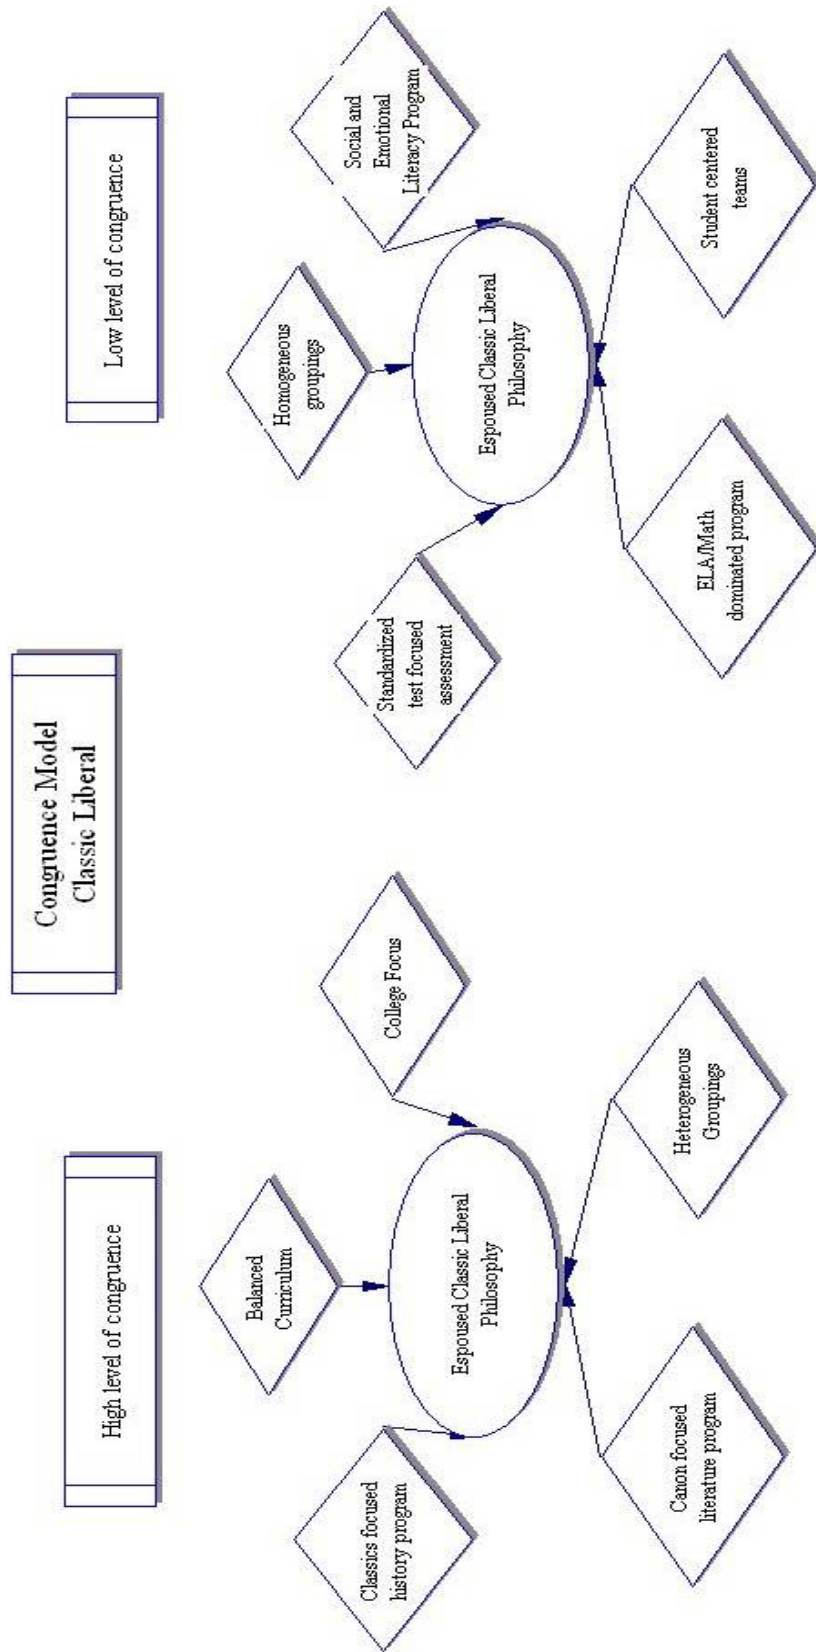 Congruence Model
Classic Liberal
High level of congruence
Low level of congruence
Balanced
Curriculum
Classics focused
history program
College Focus
Espoused Classic Liberal
Philosophy
Canon focused
literature program
Heterogeneous
Groupings
Homogeneous
groupings
Standardized
test focused
assessment
Social and
Emotional
Literacy Program
Espoused Classic Liberal
Philosophy
ELA/Math
dominated program
Student centered
teams